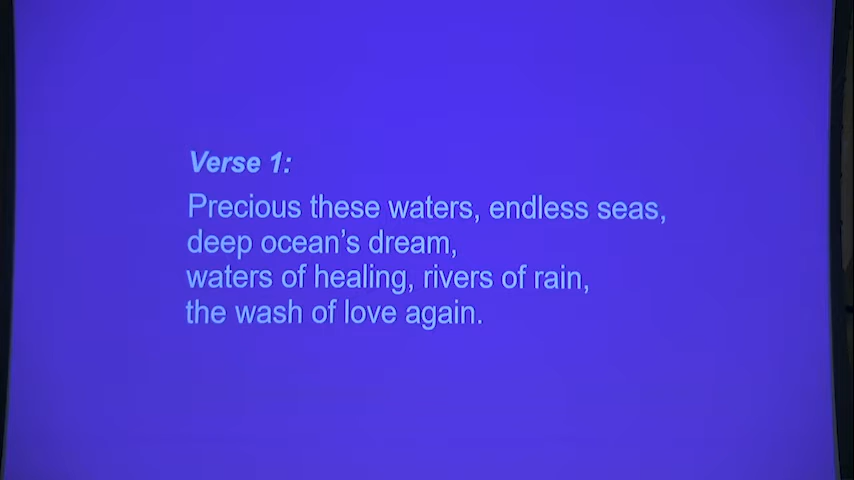 Verse 1:
Precious these waters, endless seas,
deep ocean's dream,
waters of healing, rivers of rain,
the wash of love again.